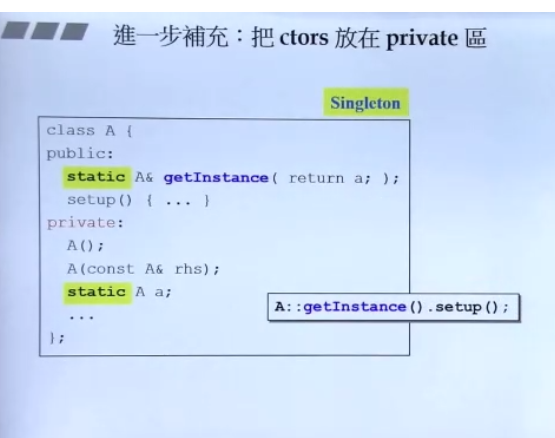 進一步補充：把 ctors 放在 private 區
Singleton
class A {
public:
static A& getInstance( return a; );
setup() { ... }
private:
A();
A(const A& rhs);
static A a;
...
};
A::getInstance().setup();